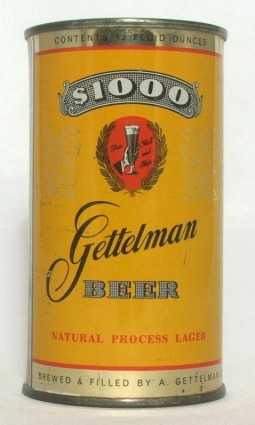 CONTENTS 12 FLUID OUNCES
$1000
Gettelman
BEER
NATURAL PROCESS LAGER
BREWED & FILLED BY A. GETTELMAN